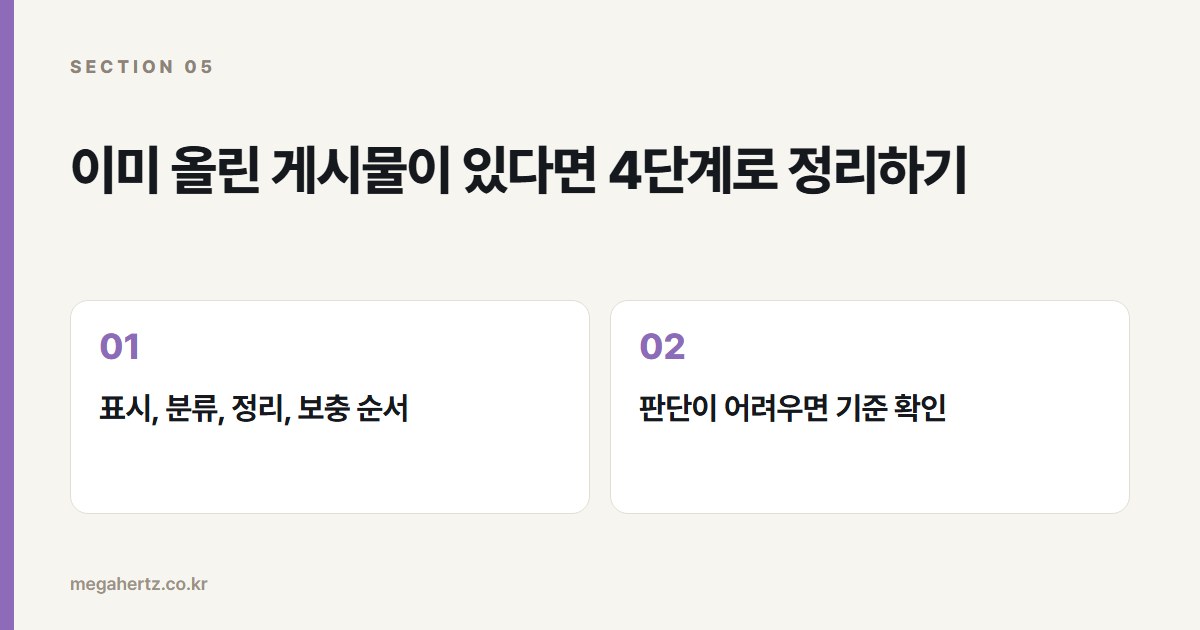 SECTION 05
이미 올린 게시물이 있다면 4단계로 정리하기
01
표시, 분류, 정리, 보충 순서
02
판단이 어려우면 기준 확인
megahertz.co.kr